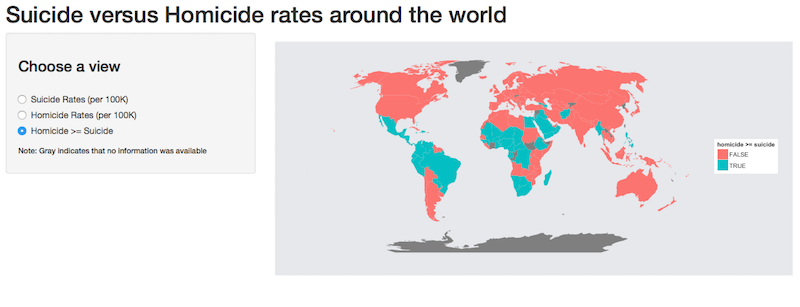 Suicide versus Homicide rates around the world
Choose a view
Suicide Rates (per 100K)
Homicide Rates (per 100K)
Homicide >= Suicide
Note: Gray indicates that no information was available
homicide >= suicide
FALSE
TRUE